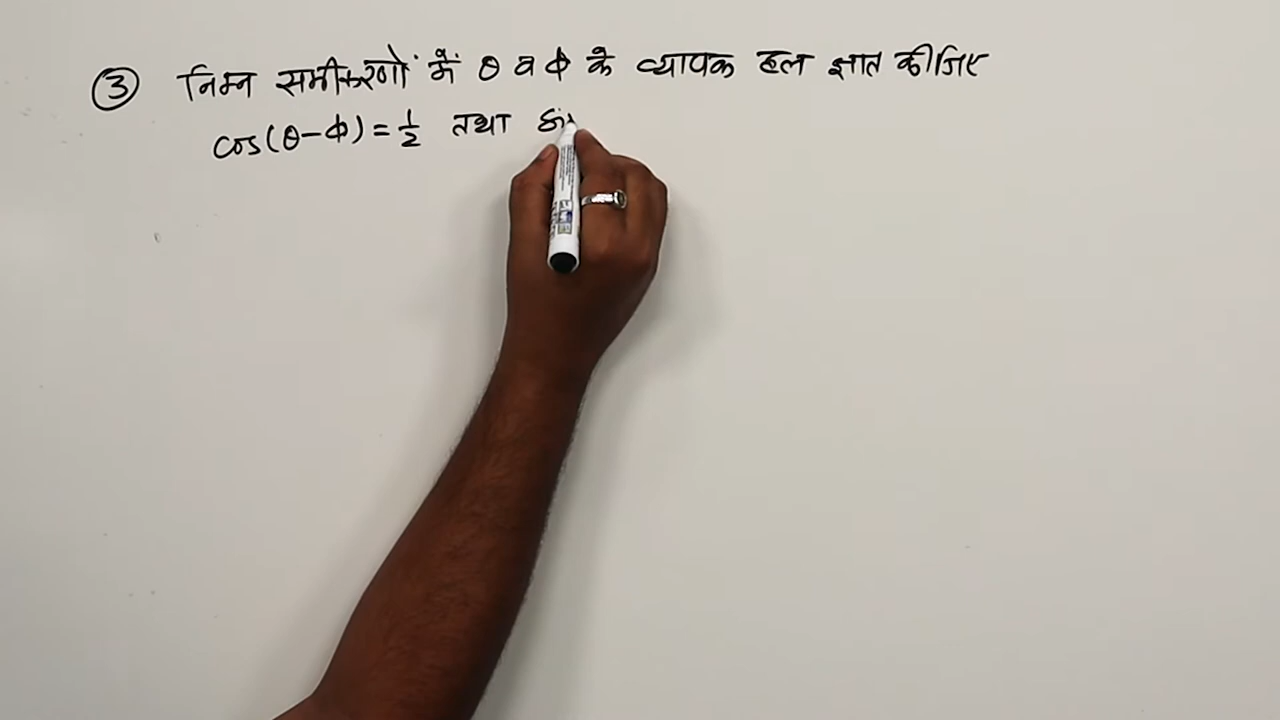 ③ निम्न समीकरणों में θ व ϕ के व्यापक हल ज्ञात कीजिए
cos(θ-ϕ) = 1/2 तथा